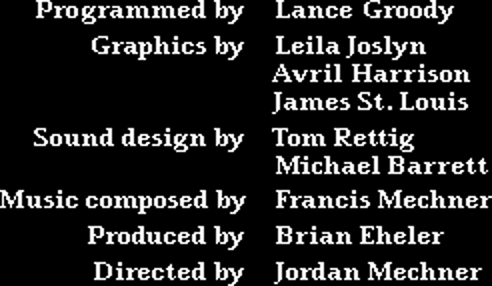 Programmed by Lance Groody
Graphics by Leila Joslyn
Avril Harrison
James St. Louis
Sound design by Tom Rettig
Michael Barrett
Music composed by Francis Mechner
Produced by Brian Eheler
Directed by Jordan Mechner